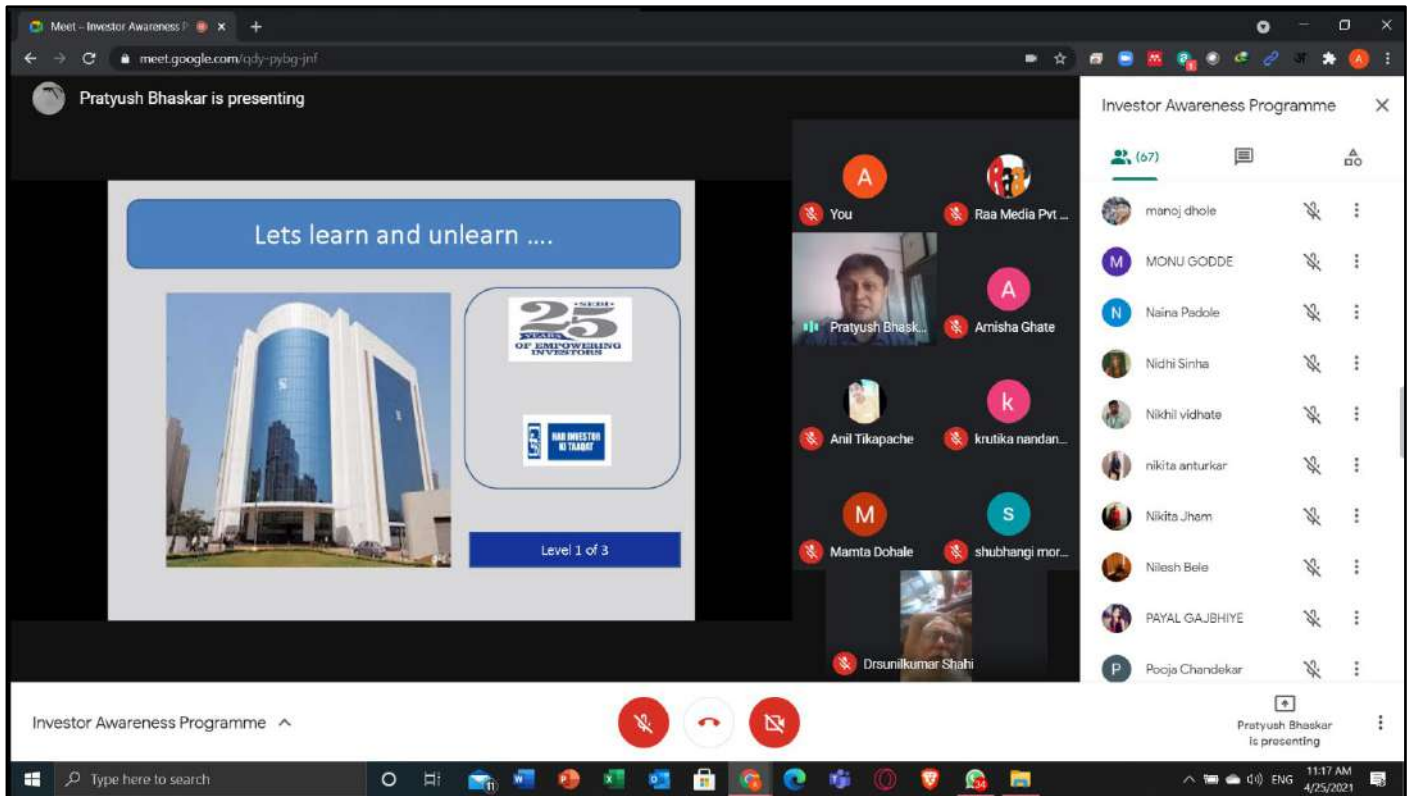 Meet – Investor Awareness P
meet.google.com/qdy-pybg-jnf
Pratyush Bhaskar is presenting
Lets learn and unlearn ....
S
·SEBI·
25
YEARS
OF EMPOWERING
INVESTORS
HAR INVESTOR
KI TAAQAT
Level 1 of 3
A
You
Raa
Raa Media Pvt ...
Pratyush Bhask...
A
Amisha Ghate
Anil Tikapache
k
krutika nandan...
M
Mamta Dohale
s
shubhangi mor...
Drsunilkumar Shahi
Investor Awareness Programme
(67)
manoj dhole
M
MONU GODDE
N
Naina Padole
Nidhi Sinha
Nikhil vidhate
nikita anturkar
Nikita Jham
Nilesh Bele
PAYAL GAJBHIYE
P
Pooja Chandekar
Investor Awareness Programme
Pratyush Bhaskar
is presenting
Type here to search
11
34
ENG
11:17 AM
4/25/2021